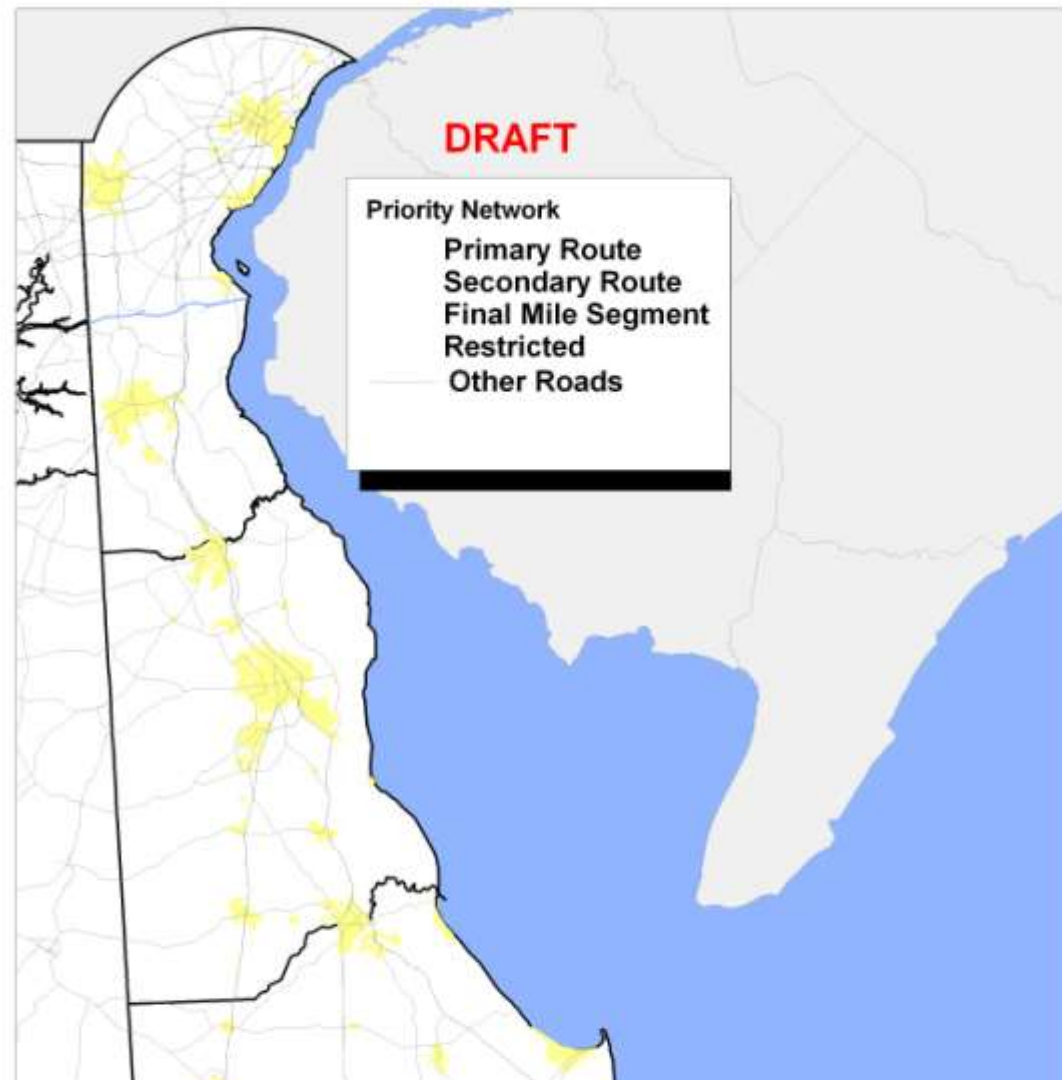 DRAFT
Priority Network
Primary Route
Secondary Route
Final Mile Segment
Restricted
Other Roads